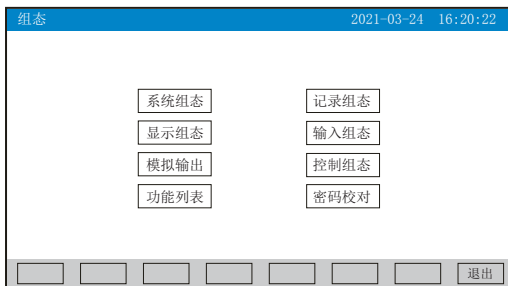 组态 2021-03-24 16:20:22
系统组态 记录组态
显示组态 输入组态
模拟输出 控制组态
功能列表 密码校对
退出